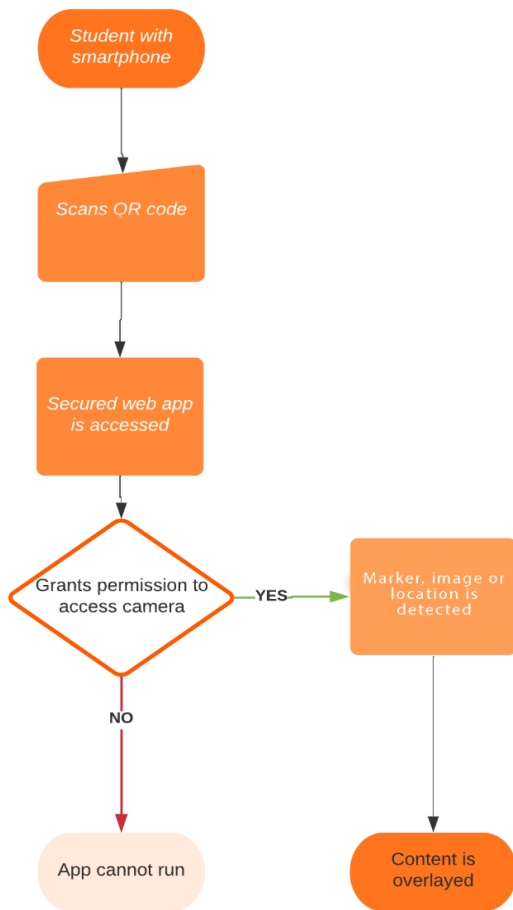 Student with
smartphone
Scans QR code
Secured web app
is accessed
Grants permission to
access camera
YES
Marker, image or
location is
detected
NO
App cannot run
Content is
overlayed